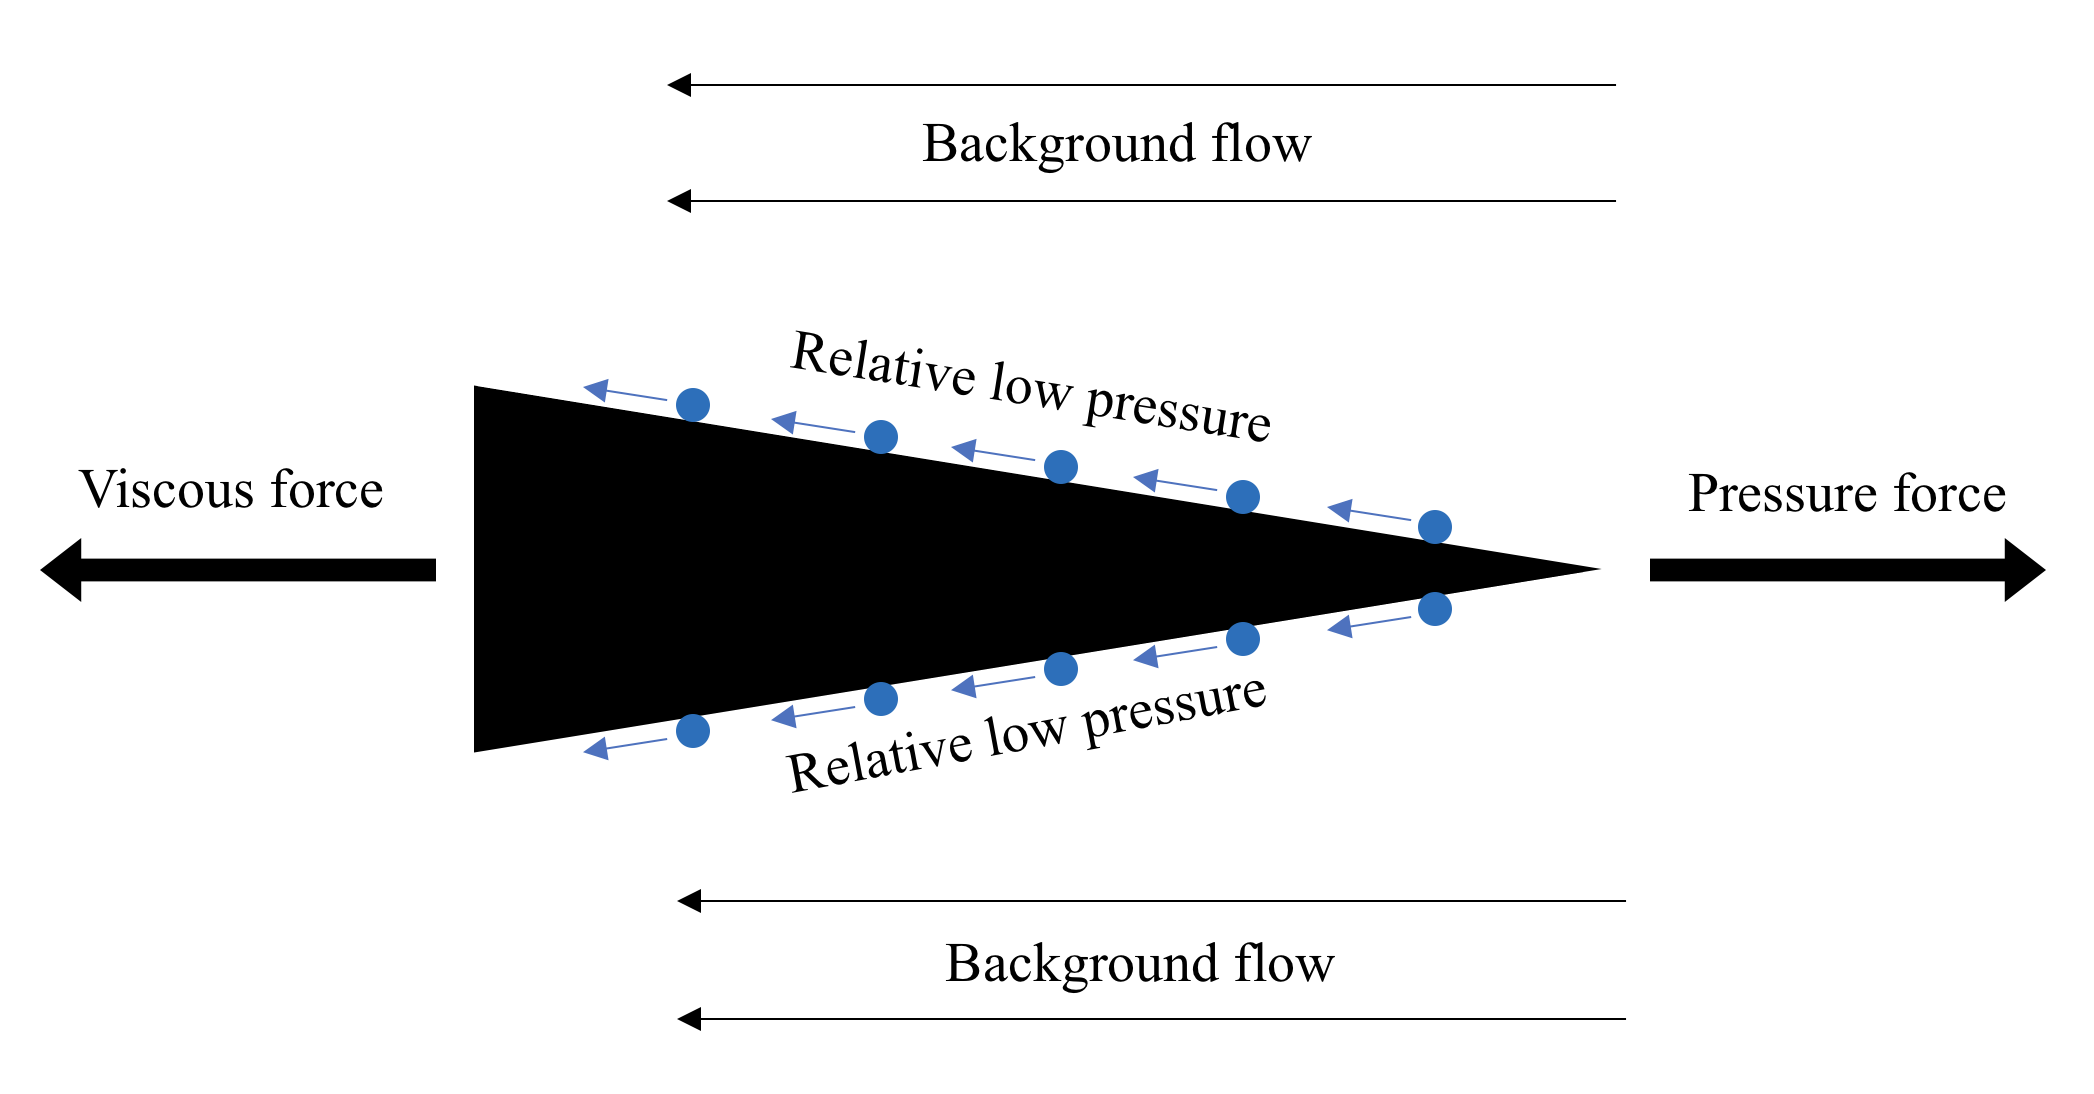 Background flow
Relative low pressure
Viscous force
Pressure force
Relative low pressure
Background flow